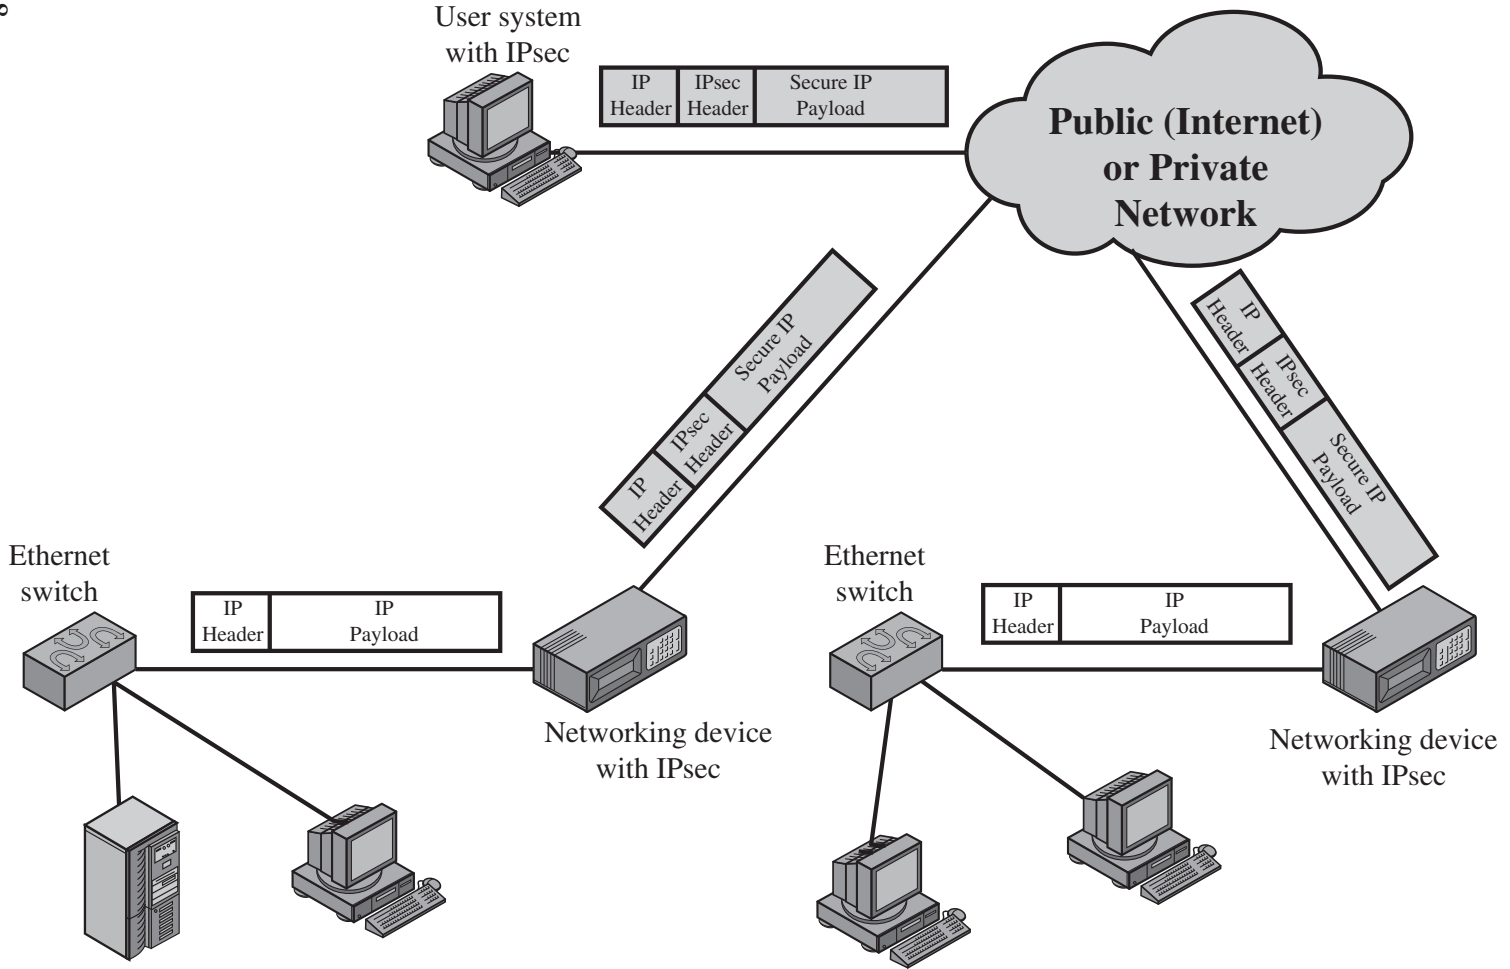 8
User system
with IPsec
IP
Header
IPsec
Header
Secure IP
Payload
Public (Internet)
or Private
Network
IP
Header
IPsec
Header
Secure IP
Payload
IP
Header
IPsec
Header
Secure IP
Payload
Ethernet
switch
IP
Header
IP
Payload
Networking device
with IPsec
Ethernet
switch
IP
Header
IP
Payload
Networking device
with IPsec